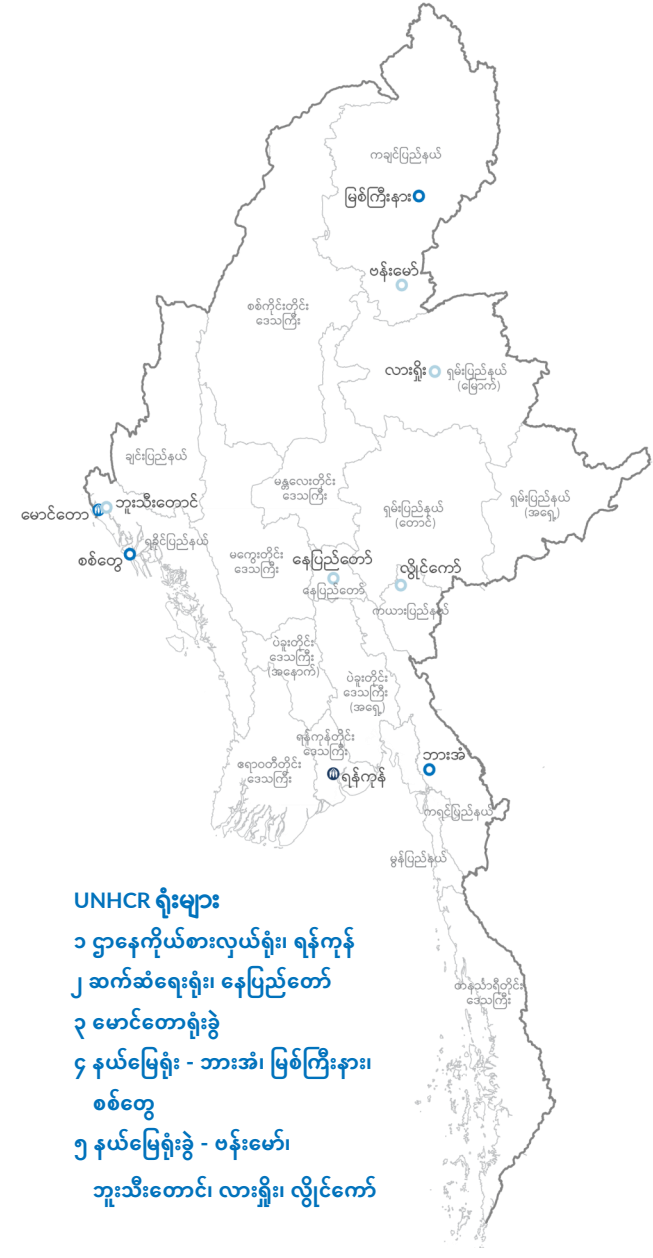 ကချင်ပြည်နယ်
မြစ်ကြီးနား
ဗန်းမော်
စစ်ကိုင်းတိုင်း
ဒေသကြီး
လားရှိုး
ရှမ်းပြည်နယ်
(မြောက်)
ချင်းပြည်နယ်
မန္တလေးတိုင်း
ဒေသကြီး
ရှမ်းပြည်နယ်
(တောင်)
ရှမ်းပြည်နယ်
(အရှေ့)
ဘူးသီးတောင်
မောင်တော
ရခိုင်ပြည်နယ်
စစ်တွေ
မကွေးတိုင်း
ဒေသကြီး
နေပြည်တော်
နေပြည်တော်
လွိုင်ကော်
ကယားပြည်နယ်
ပဲခူးတိုင်း
ဒေသကြီး
(အနောက်)
ပဲခူးတိုင်း
ဒေသကြီး
(အရှေ့)
ရန်ကုန်တိုင်း
ဒေသကြီး
ဧရာဝတီတိုင်း
ဒေသကြီး
ရန်ကုန်
ဘားအံ
ကရင်ပြည်နယ်
မွန်ပြည်နယ်
တနင်္သာရီတိုင်း
ဒေသကြီး
UNHCR ရုံးများ
၁ ဌာနေကိုယ်စားလှယ်ရုံး၊ ရန်ကုန်
၂ ဆက်ဆံရေးရုံး၊ နေပြည်တော်
၃ မောင်တောရုံးခွဲ
၄ နယ်မြေရုံး - ဘားအံ၊ မြစ်ကြီးနား၊
စစ်တွေ
၅ နယ်မြေရုံးခွဲ - ဗန်းမော်၊
ဘူးသီးတောင်၊ လားရှိုး၊ လွိုင်ကော်